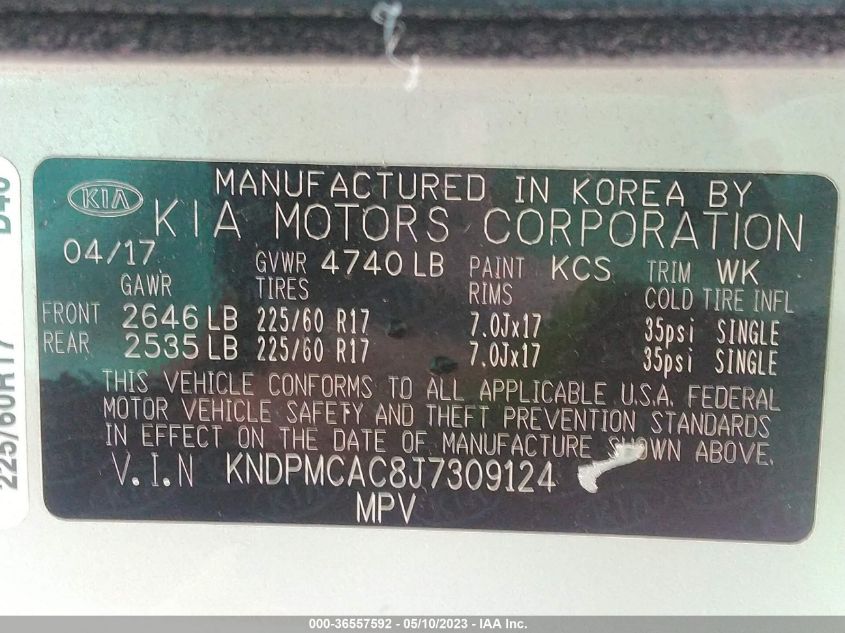 KIA
MANUFACTURED IN KOREA BY
KIA MOTORS CORPORATION
04/17 GVWR 4740 LB PAINT KCS TRIM WK
GAWR TIRES RIMS COLD TIRE INFL
FRONT 2646 LB 225/60 R17 7.0Jx17 35psi SINGLE
REAR 2535 LB 225/60 R17 7.0Jx17 35psi SINGLE
THIS VEHICLE CONFORMS TO ALL APPLICABLE U.S.A. FEDERAL
MOTOR VEHICLE SAFETY AND THEFT PREVENTION STANDARDS
IN EFFECT ON THE DATE OF MANUFACTURE SHOWN ABOVE.
V.I.N KNDPMCAC8J7309124
MPV
225/60R17
000-36557592 - 05/10/2023 - IAA Inc.